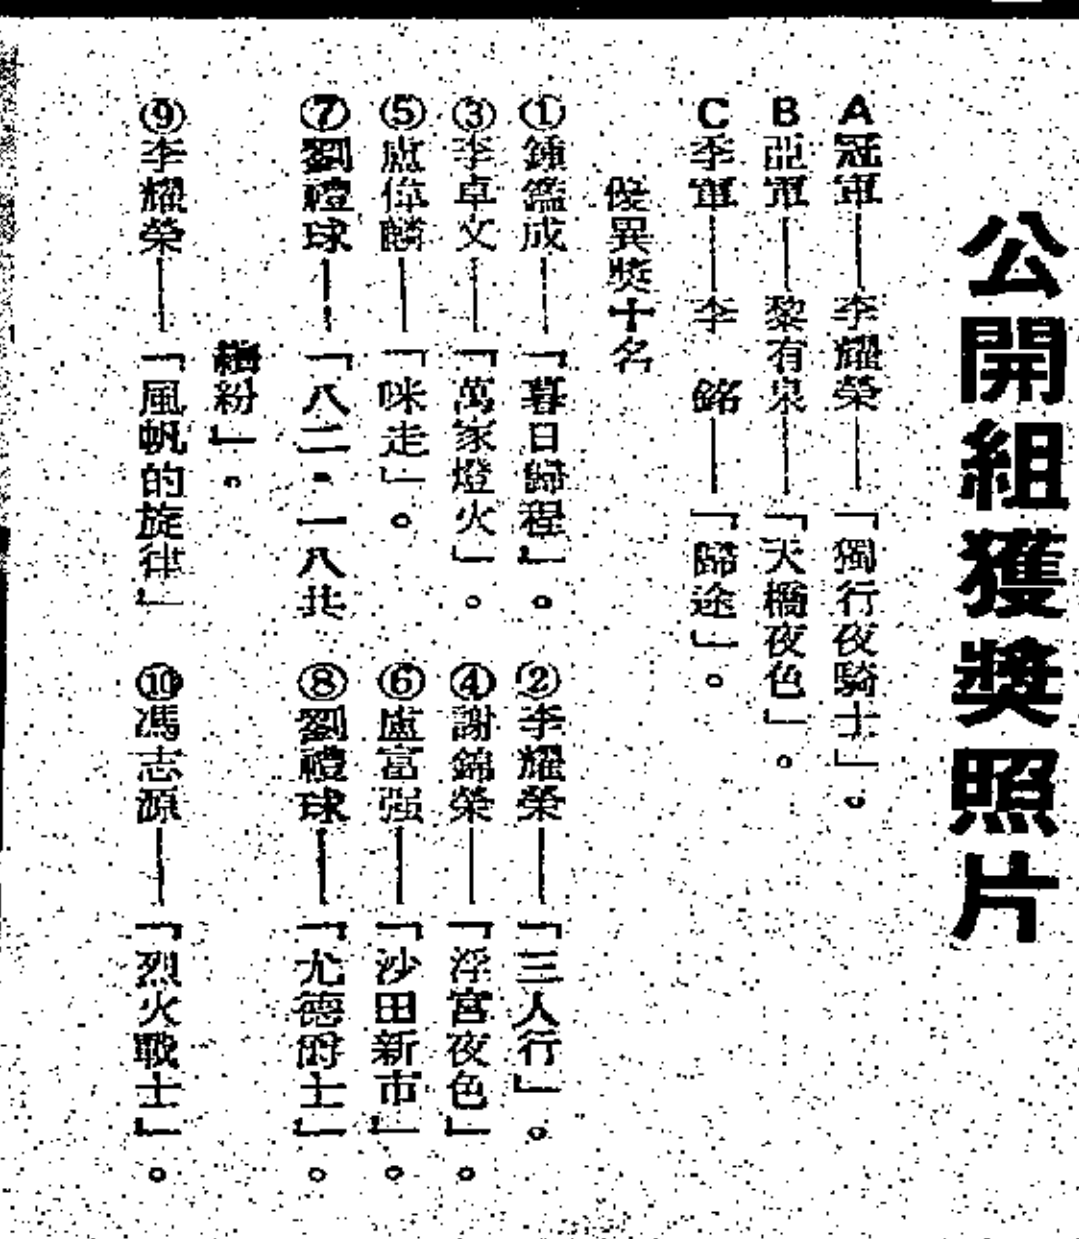 公開組獲獎照片
A冠軍——李耀榮——「獨行夜騎士」。
B亞軍——黎有泉——「天橋夜色」。
C季軍——李　銘——「歸途」。
優異獎十名
①鍾鑑成——「暮日歸程」。②李耀榮——「三人行」。
③李卓文——「萬家燈火」。④謝錦榮——「浮宮夜色」。
⑤盧偉麟——「咪走」。⑥盧富强——「沙田新市」。
⑦劉禮球——「八二·一八共⑧劉禮球——「尤德爵士」。
繽紛」。
⑨李耀榮——「風帆的旋律」⑩馮志源——「烈火戰士」。